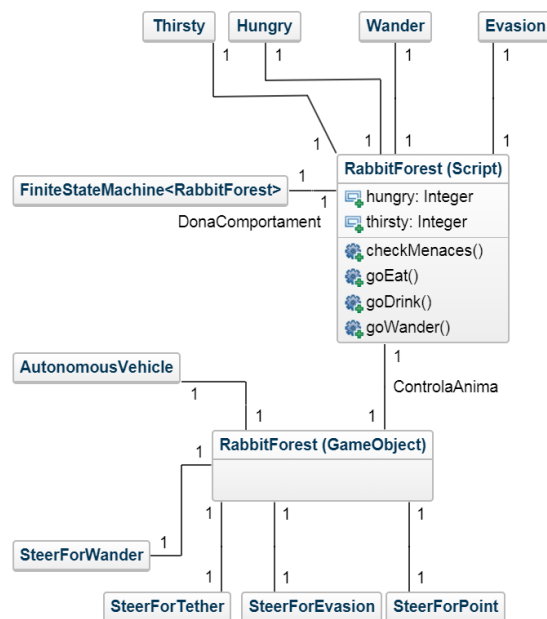 Thirsty Hungry Wander Evasion
1 1 1 1
1 1 1 1
RabbitForest (Script)
hungry: Integer
thirsty: Integer
checkMenaces()
goEat()
goDrink()
goWander()
1
FiniteStateMachine<RabbitForest>
1
DonaComportament
1
ControlaAnima
AutonomousVehicle
1
1 1
RabbitForest (GameObject)
1
1
SteerForWander
1 1 1
1 1 1
SteerForTether SteerForEvasion SteerForPoint